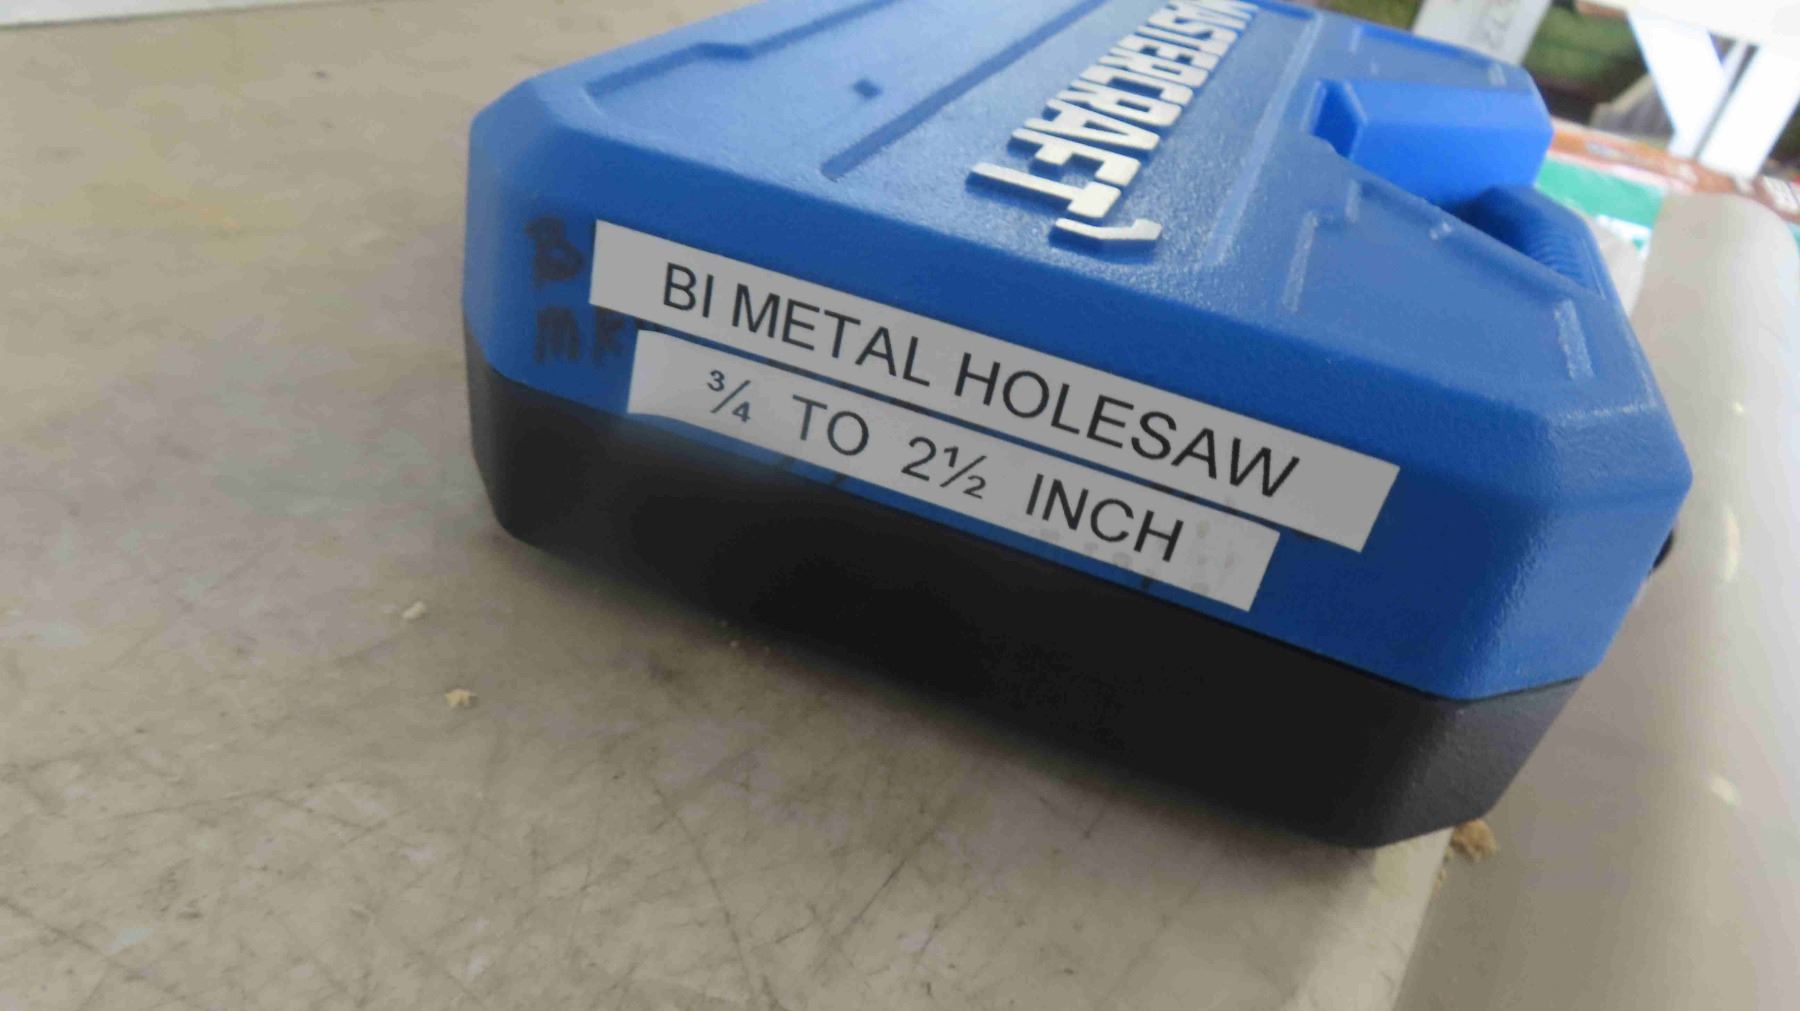 MASTERCRAFT
BI METAL HOLESAW
¾ TO 2½ INCH